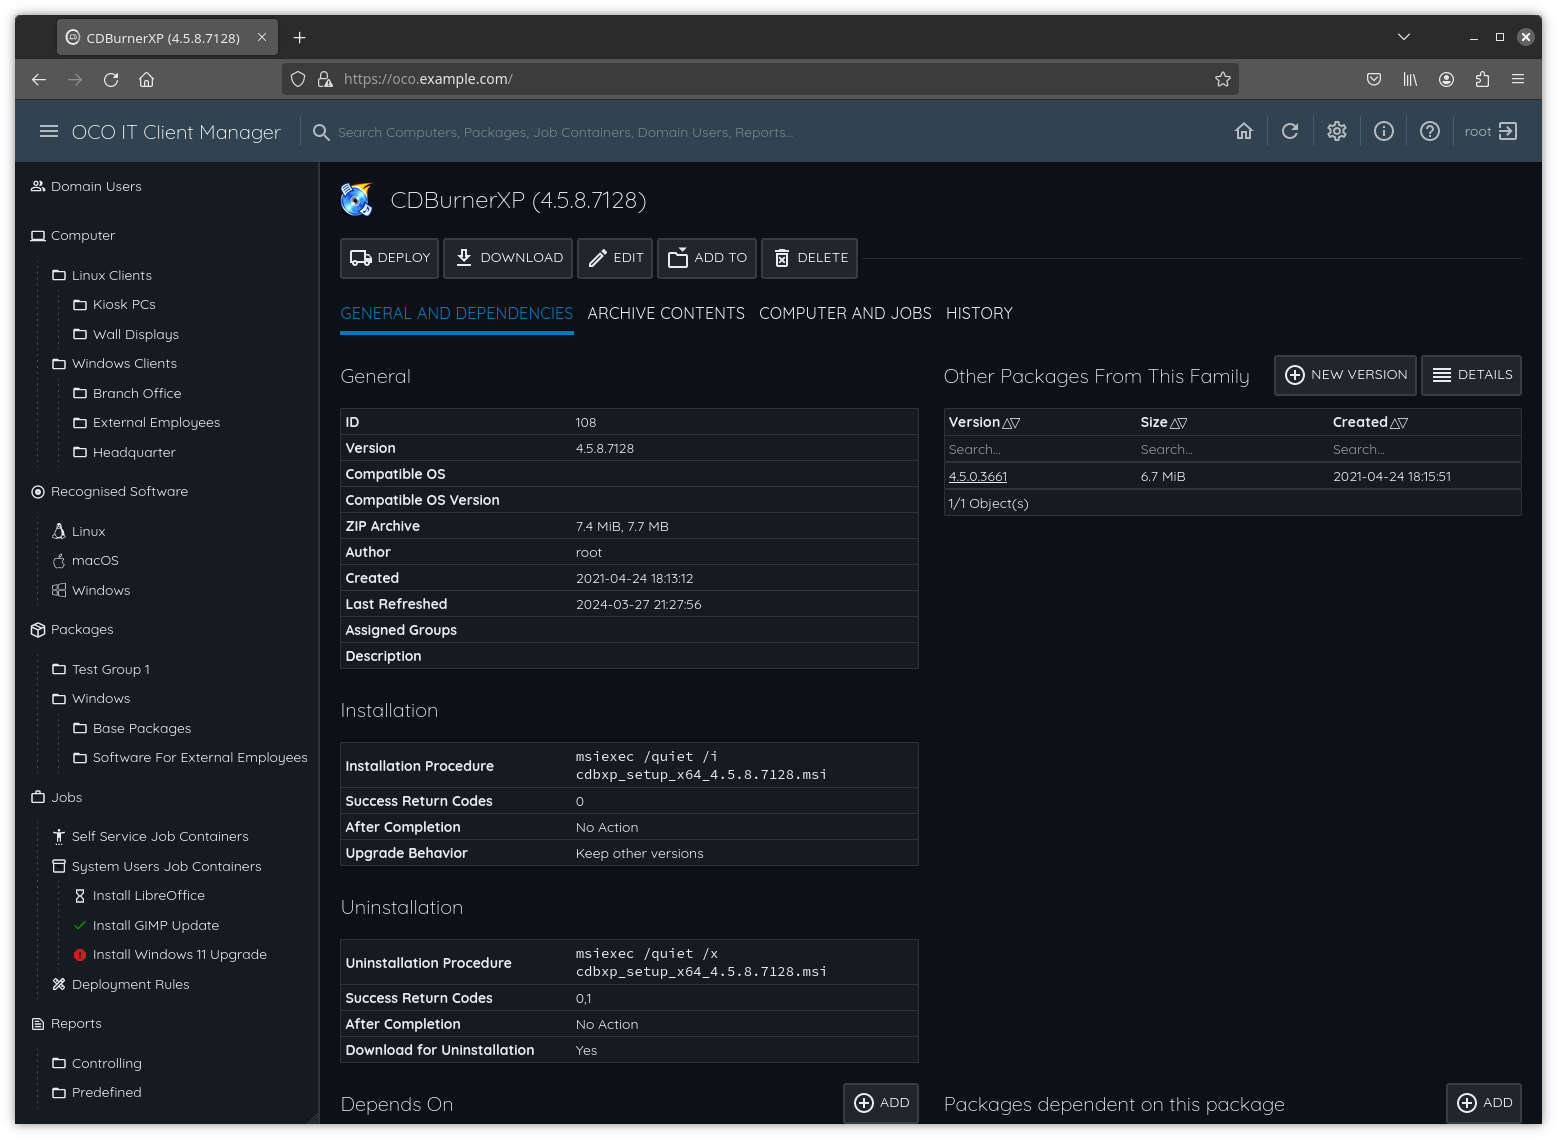 CDBurnerXP (4.5.8.7128)
https://oco.example.com/
OCO IT Client Manager
Search Computers, Packages, Job Containers, Domain Users, Reports...
root
Domain Users
Computer
Linux Clients
Kiosk PCs
Wall Displays
Windows Clients
Branch Office
External Employees
Headquarter
Recognised Software
Linux
macOS
Windows
Packages
Test Group 1
Windows
Base Packages
Software For External Employees
Jobs
Self Service Job Containers
System Users Job Containers
Install LibreOffice
Install GIMP Update
Install Windows 11 Upgrade
Deployment Rules
Reports
Controlling
Predefined
CDBurnerXP (4.5.8.7128)
DEPLOY DOWNLOAD EDIT ADD TO DELETE
GENERAL AND DEPENDENCIES ARCHIVE CONTENTS COMPUTER AND JOBS HISTORY
General
ID 108
Version 4.5.8.7128
Compatible OS
Compatible OS Version
ZIP Archive 7.4 MiB, 7.7 MB
Author root
Created 2021-04-24 18:13:12
Last Refreshed 2024-03-27 21:27:56
Assigned Groups
Description
Installation
Installation Procedure msiexec /quiet /i
cdbxp_setup_x64_4.5.8.7128.msi
Success Return Codes 0
After Completion No Action
Upgrade Behavior Keep other versions
Uninstallation
Uninstallation Procedure msiexec /quiet /x
cdbxp_setup_x64_4.5.8.7128.msi
Success Return Codes 0,1
After Completion No Action
Download for Uninstallation Yes
Depends On ADD
Other Packages From This Family NEW VERSION DETAILS
Version Size Created
Search... Search... Search...
4.5.0.3661 6.7 MiB 2021-04-24 18:15:51
1/1 Object(s)
Packages dependent on this package ADD